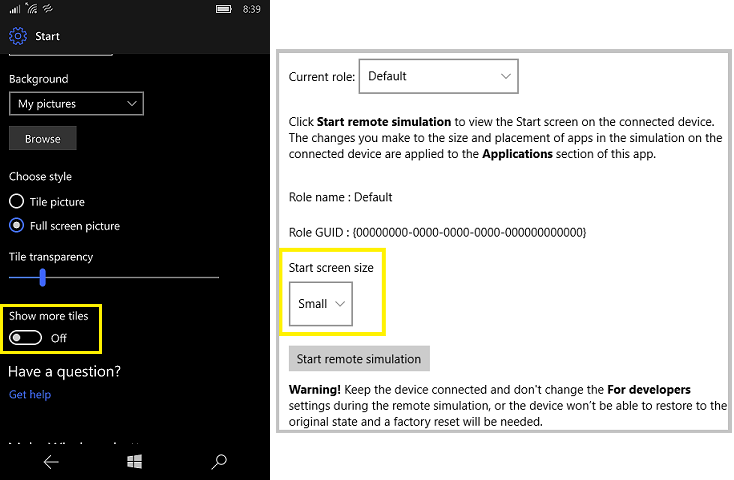 8:39
Start
Background
My pictures
Browse
Choose style
Tile picture
Full screen picture
Tile transparency
Show more tiles
Off
Have a question?
Get help
Current role: Default
Click Start remote simulation to view the Start screen on the connected device.
The changes you make to the size and placement of apps in the simulation on the
connected device are applied to the Applications section of this app.
Role name : Default
Role GUID : {00000000-0000-0000-0000-000000000000}
Start screen size
Small
Start remote simulation
Warning! Keep the device connected and don't change the For developers
settings during the remote simulation, or the device won't be able to restore to the
original state and a factory reset will be needed.